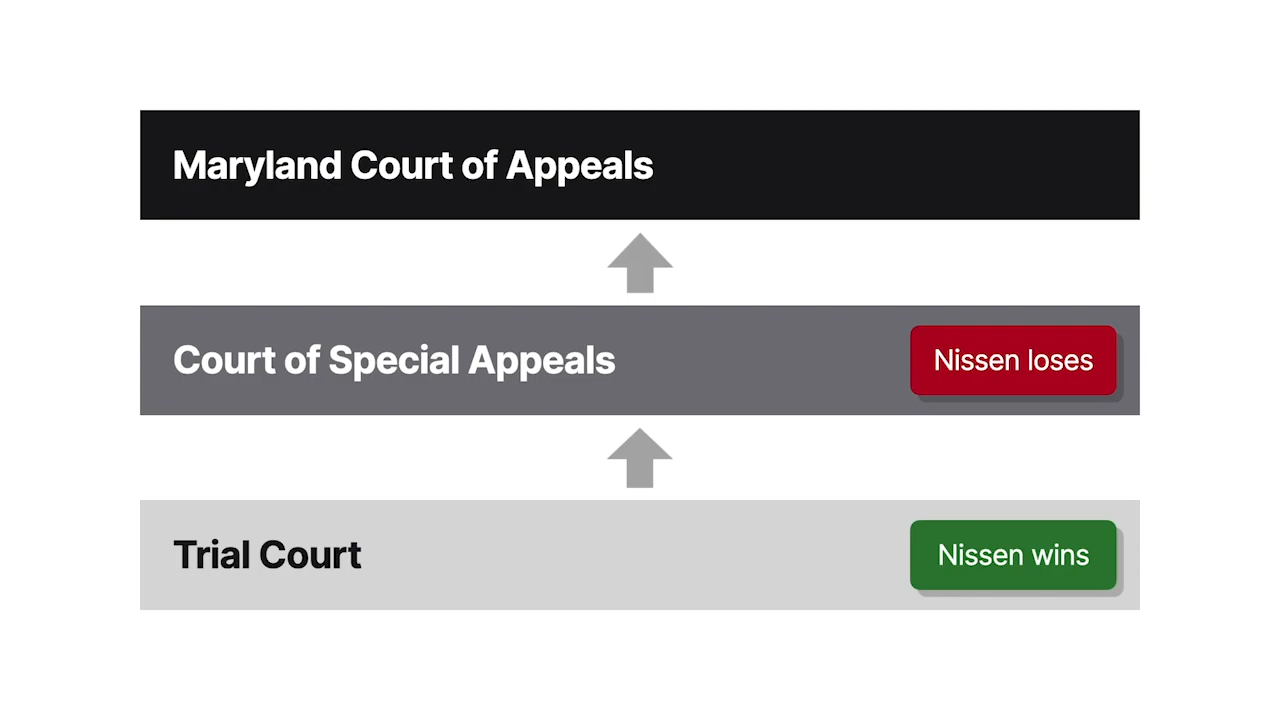 Maryland Court of Appeals
Court of Special Appeals
Nissen loses
Trial Court
Nissen wins